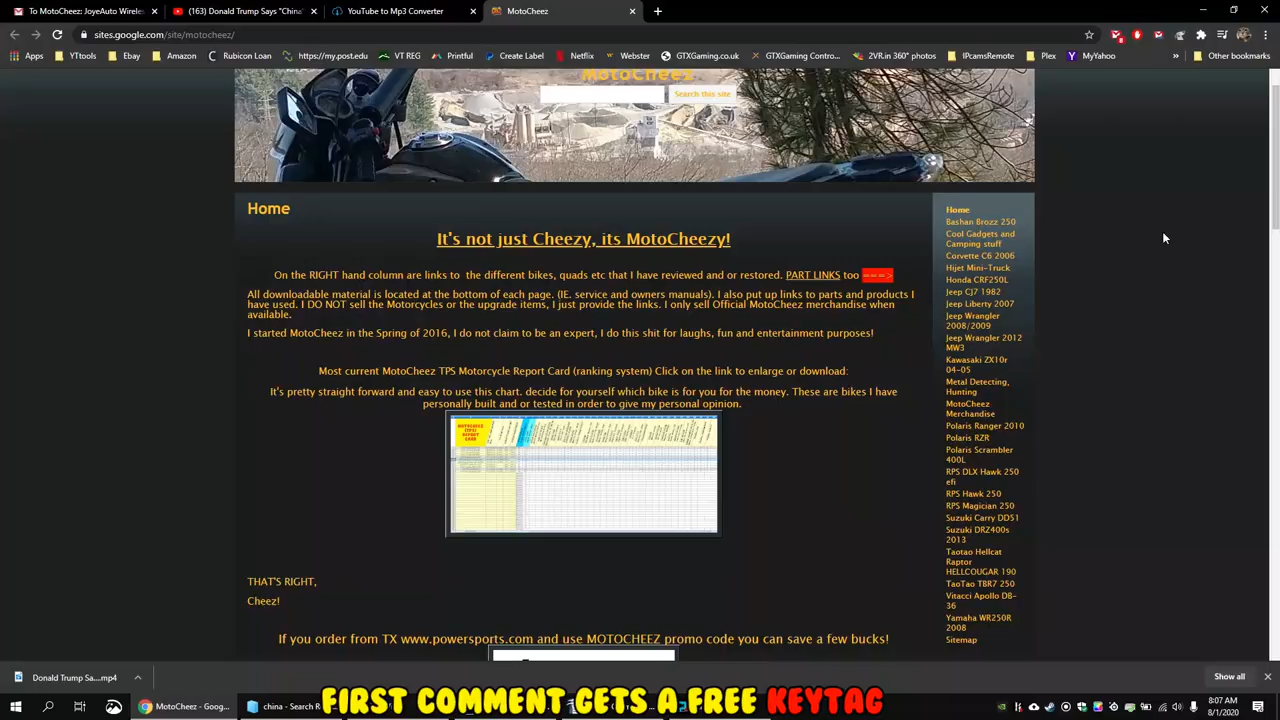 To MotoCheez: JoyAuto Wireless
(163) Donald Trump Says "China"
YouTube to Mp3 Converter
MotoCheez
sites.google.com/site/motocheez/
Apps
YTtors
Ebay
Amazon
Rubicon Loan
https://my.post.edu
VT REG
Printful
Create Label
Netflix
Webster
GTXGaming.co.uk
GTXGaming Contro...
2VR.in 360° photos
!PcamsRemote
Plex
MyYahoo
»
Other bookmarks
MotoCheez
Search this site
Home
It's not just Cheezy, its MotoCheezy!
On the RIGHT hand column are links to the different bikes, quads etc that I have reviewed and or restored. PART LINKS too ===>
All downloadable material is located at the bottom of each page. (IE. service and owners manuals). I also put up links to parts and products I
have used. I DO NOT sell the Motorcycles or the upgrade items, I just provide the links. I only sell Official MotoCheez merchandise when
available.
I started MotoCheez in the Spring of 2016, I do not claim to be an expert, I do this shit for laughs, fun and entertainment purposes!
Most current MotoCheez TPS Motorcycle Report Card (ranking system) Click on the link to enlarge or download:
It's pretty straight forward and easy to use this chart. decide for yourself which bike is for you for the money. These are bikes I have
personally built and or tested in order to give my personal opinion.
MOTOCHEEZ
REPORT
CARD
THAT'S RIGHT,
Cheez!
If you order from TX www.powersports.com and use MOTOCHEEZ promo code you can save a few bucks!
Home
Bashan Brozz 250
Cool Gadgets and
Camping stuff
Corvette C6 2006
Hijet Mini-Truck
Honda CRF250L
Jeep CJ7 1982
Jeep Liberty 2007
Jeep Wrangler
2008/2009
Jeep Wrangler 2012
MW3
Kawasaki ZX10r
04-05
Metal Detecting,
Hunting
MotoCheez
Merchandise
Polaris Ranger 2010
Polaris RZR
Polaris Scrambler
400L
RPS DLX Hawk 250
efi
RPS Hawk 250
RPS Magician 250
Suzuki Carry DD51
Suzuki DRZ400s
2013
Taotao Hellcat
Raptor
HELLCOUGAR 190
TaoTao TBR7 250
Vitacci Apollo DB-
36
Yamaha WR250R
2008
Sitemap
Donald Trump Sa....mp4
Show all
MotoCheez - Goog...
china - Search R
8:07 AM
8/1/2020
FIRST COMMENT GETS A FREE KEYTAG